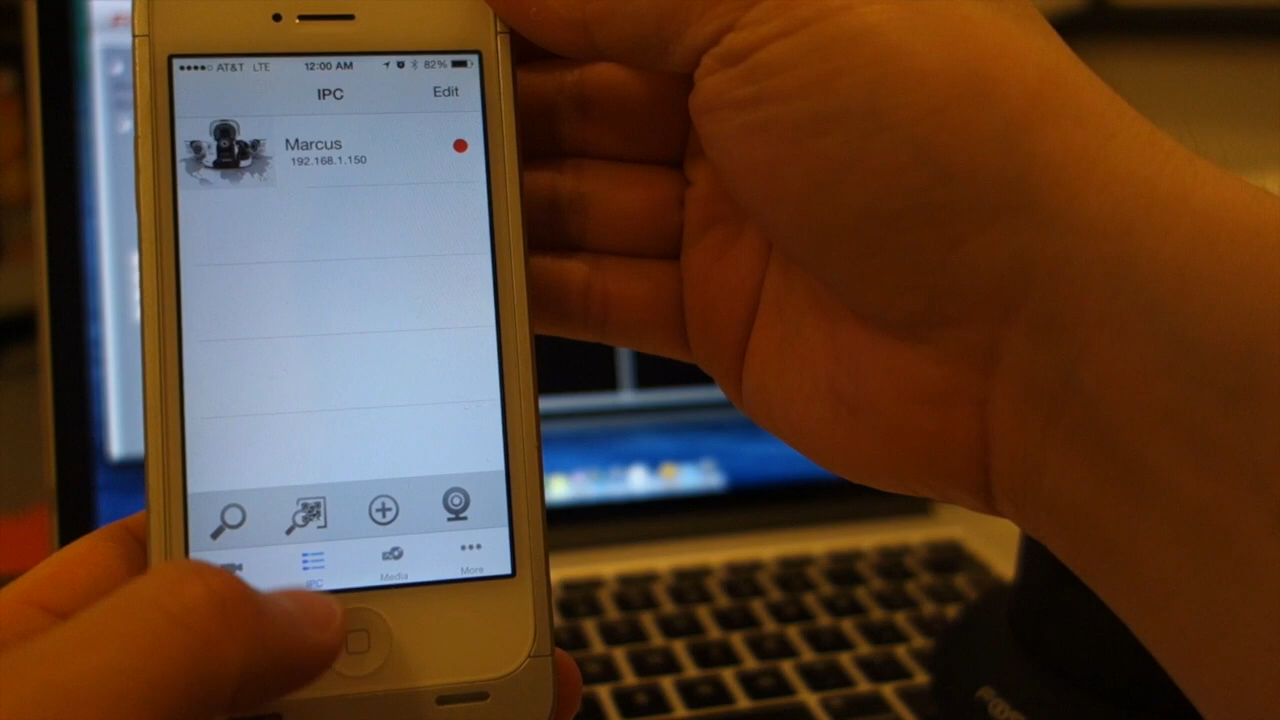 AT&T LTE 12:00 AM 82%
IPC Edit
Marcus
192.168.1.150
IPC Media More